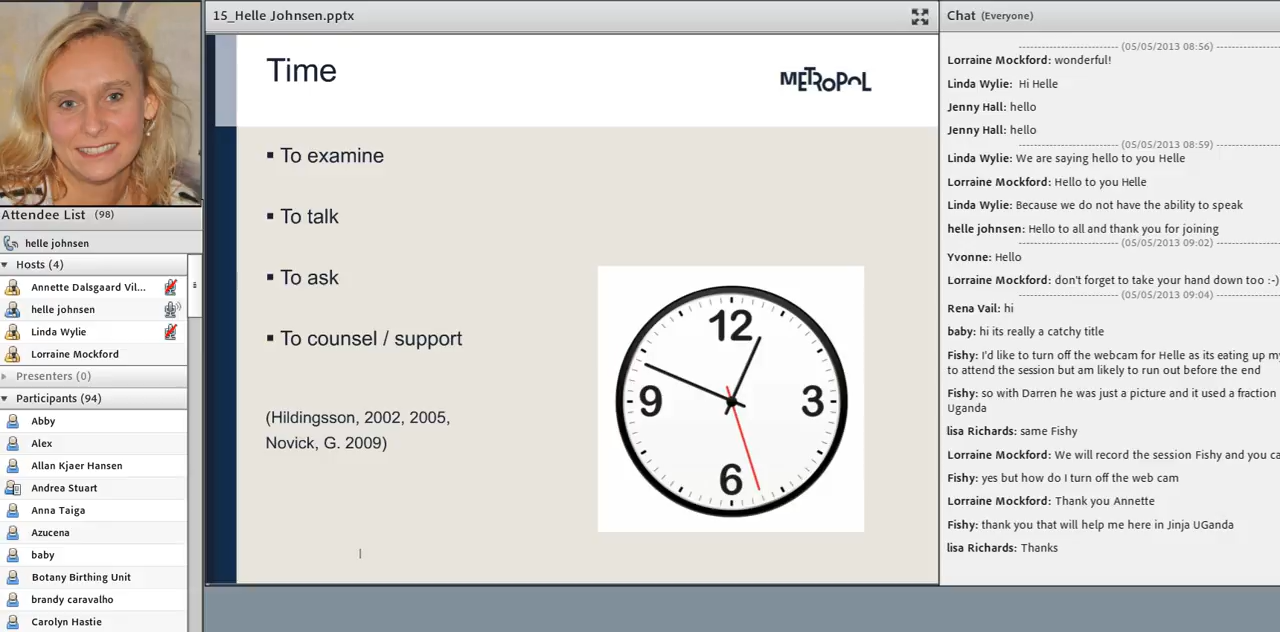 15_Helle Johnsen.pptx
Attendee List (98)
helle johnsen
Hosts (4)
Annette Dalsgaard Vil...
helle johnsen
Linda Wylie
Lorraine Mockford
Presenters (0)
Participants (94)
Abby
Alex
Allan Kjaer Hansen
Andrea Stuart
Anna Taiga
Azucena
baby
Botany Birthing Unit
brandy caravalho
Carolyn Hastie
Time
METROPOL
▪ To examine
▪ To talk
▪ To ask
▪ To counsel / support
(Hildingsson, 2002, 2005,
Novick, G. 2009)
12
9
3
6
Chat (Everyone)
(05/05/2013 08:56)
Lorraine Mockford: wonderful!
Linda Wylie: Hi Helle
Jenny Hall: hello
Jenny Hall: hello
(05/05/2013 08:59)
Linda Wylie: We are saying hello to you Helle
Lorraine Mockford: Hello to you Helle
Linda Wylie: Because we do not have the ability to speak
helle johnsen: Hello to all and thank you for joining
(05/05/2013 09:02)
Yvonne: Hello
Lorraine Mockford: don't forget to take your hand down too :-)
(05/05/2013 09:04)
Rena Vail: hi
baby: hi its really a catchy title
Fishy: I'd like to turn off the webcam for Helle as its eating up my
to attend the session but am likely to run out before the end
Fishy: so with Darren he was just a picture and it used a fraction
Uganda
lisa Richards: same Fishy
Lorraine Mockford: We will record the session Fishy and you ca
Fishy: yes but how do I turn off the web cam
Lorraine Mockford: Thank you Annette
Fishy: thank you that will help me here in Jinja UGanda
lisa Richards: Thanks